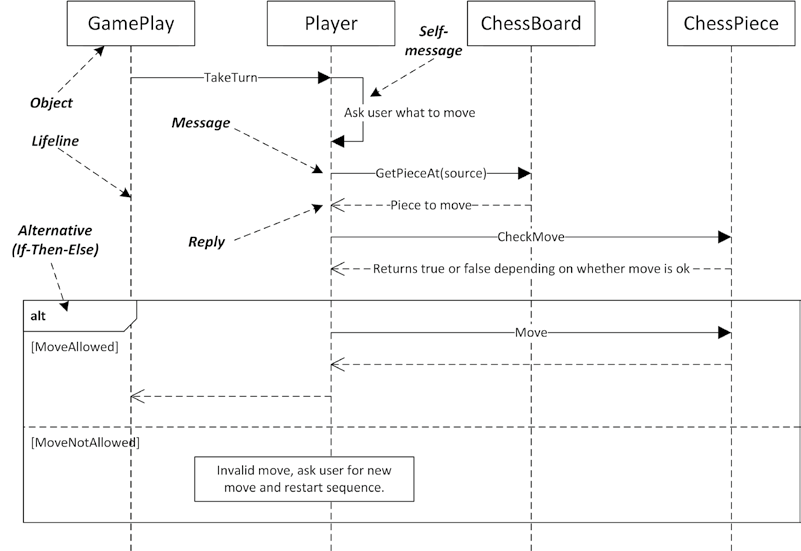 GamePlay
Player
ChessBoard
ChessPiece
Self-
message
TakeTurn
Object
Ask user what to move
Message
Lifeline
GetPieceAt(source)
Piece to move
Alternative
(If-Then-Else)
Reply
CheckMove
Returns true or false depending on whether move is ok
alt
Move
[MoveAllowed]
[MoveNotAllowed]
Invalid move, ask user for new
move and restart sequence.